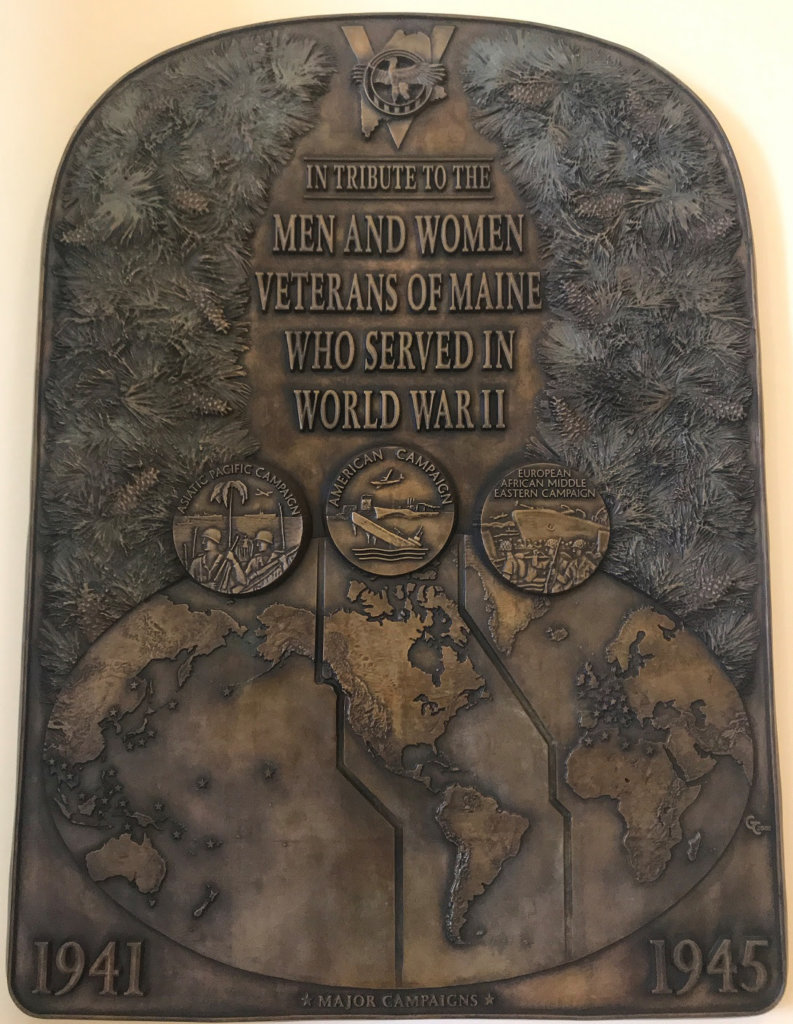 IN TRIBUTE TO THE
MEN AND WOMEN
VETERANS OF MAINE
WHO SERVED IN
WORLD WAR II
ASIATIC PACIFIC CAMPAIGN
AMERICAN CAMPAIGN
EUROPEAN
AFRICAN MIDDLE
EASTERN CAMPAIGN
1941
1945
★ MAJOR CAMPAIGNS ★